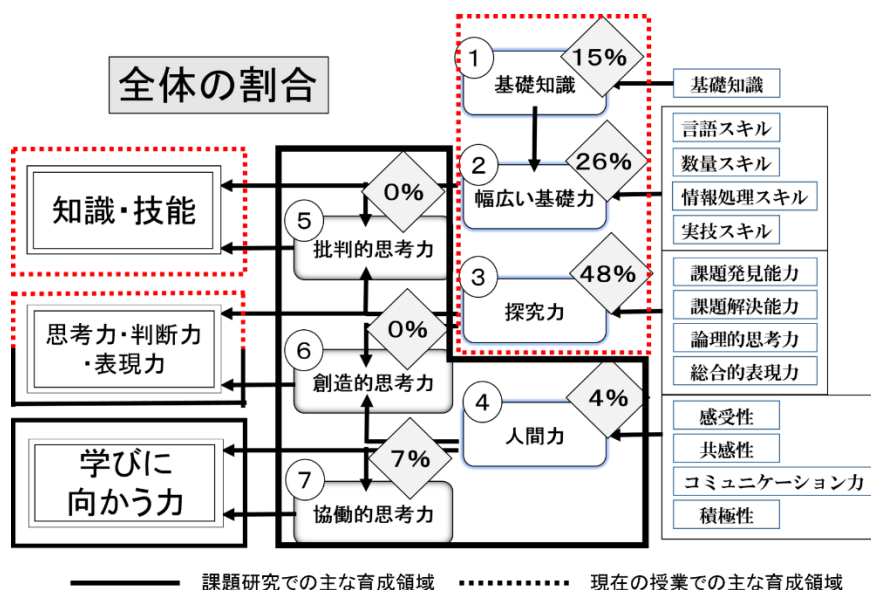 全体の割合
1
15%
基礎知識
基礎知識
2
26%
幅広い基礎力
言語スキル
数量スキル
情報処理スキル
実技スキル
3
48%
探究力
課題発見能力
課題解決能力
論理的思考力
総合的表現力
4
4%
人間力
感受性
共感性
コミュニケーション力
積極性
0%
5
批判的思考力
0%
6
創造的思考力
7%
7
協働的思考力
知識・技能
思考力・判断力
・表現力
学びに
向かう力
課題研究での主な育成領域
現在の授業での主な育成領域